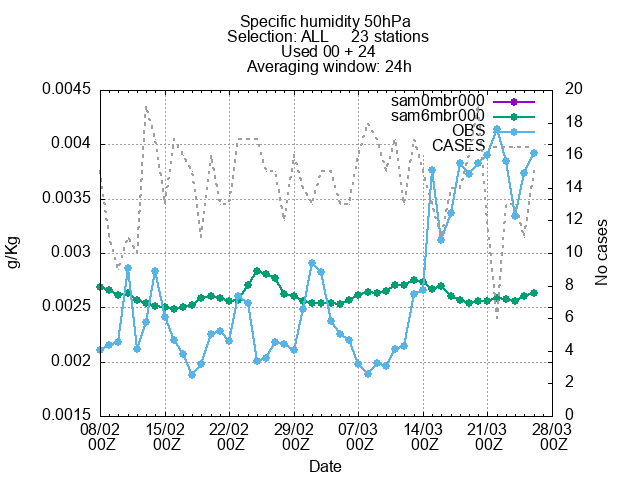 Specific humidity 50hPa
Selection: ALL 23 stations
Used 00 + 24
Averaging window: 24h
sam0mbr000
sam6mbr000
OBS
CASES
0.0045
0.004
0.0035
0.003
0.0025
0.002
0.0015
g/Kg
20
18
16
14
12
10
8
6
4
2
0
No cases
08/02 15/02 22/02 29/02 07/03 14/03 21/03 28/03
00Z 00Z 00Z 00Z 00Z 00Z 00Z 00Z
Date